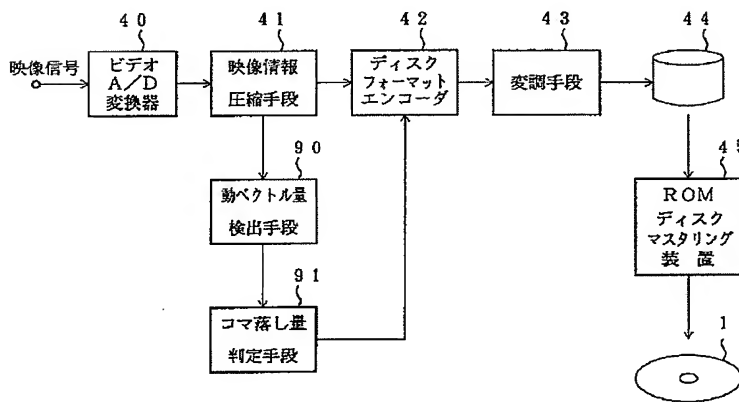 40
41
42
43
44
映像信号
ビデオ
A/D
変換器
映像情報
圧縮手段
ディスク
フォーマット
エンコーダ
変調手段
90
45
動ベクトル量
検出手段
ROM
ディスク
マスタリング
装 置
91
コマ落し量
判定手段
1